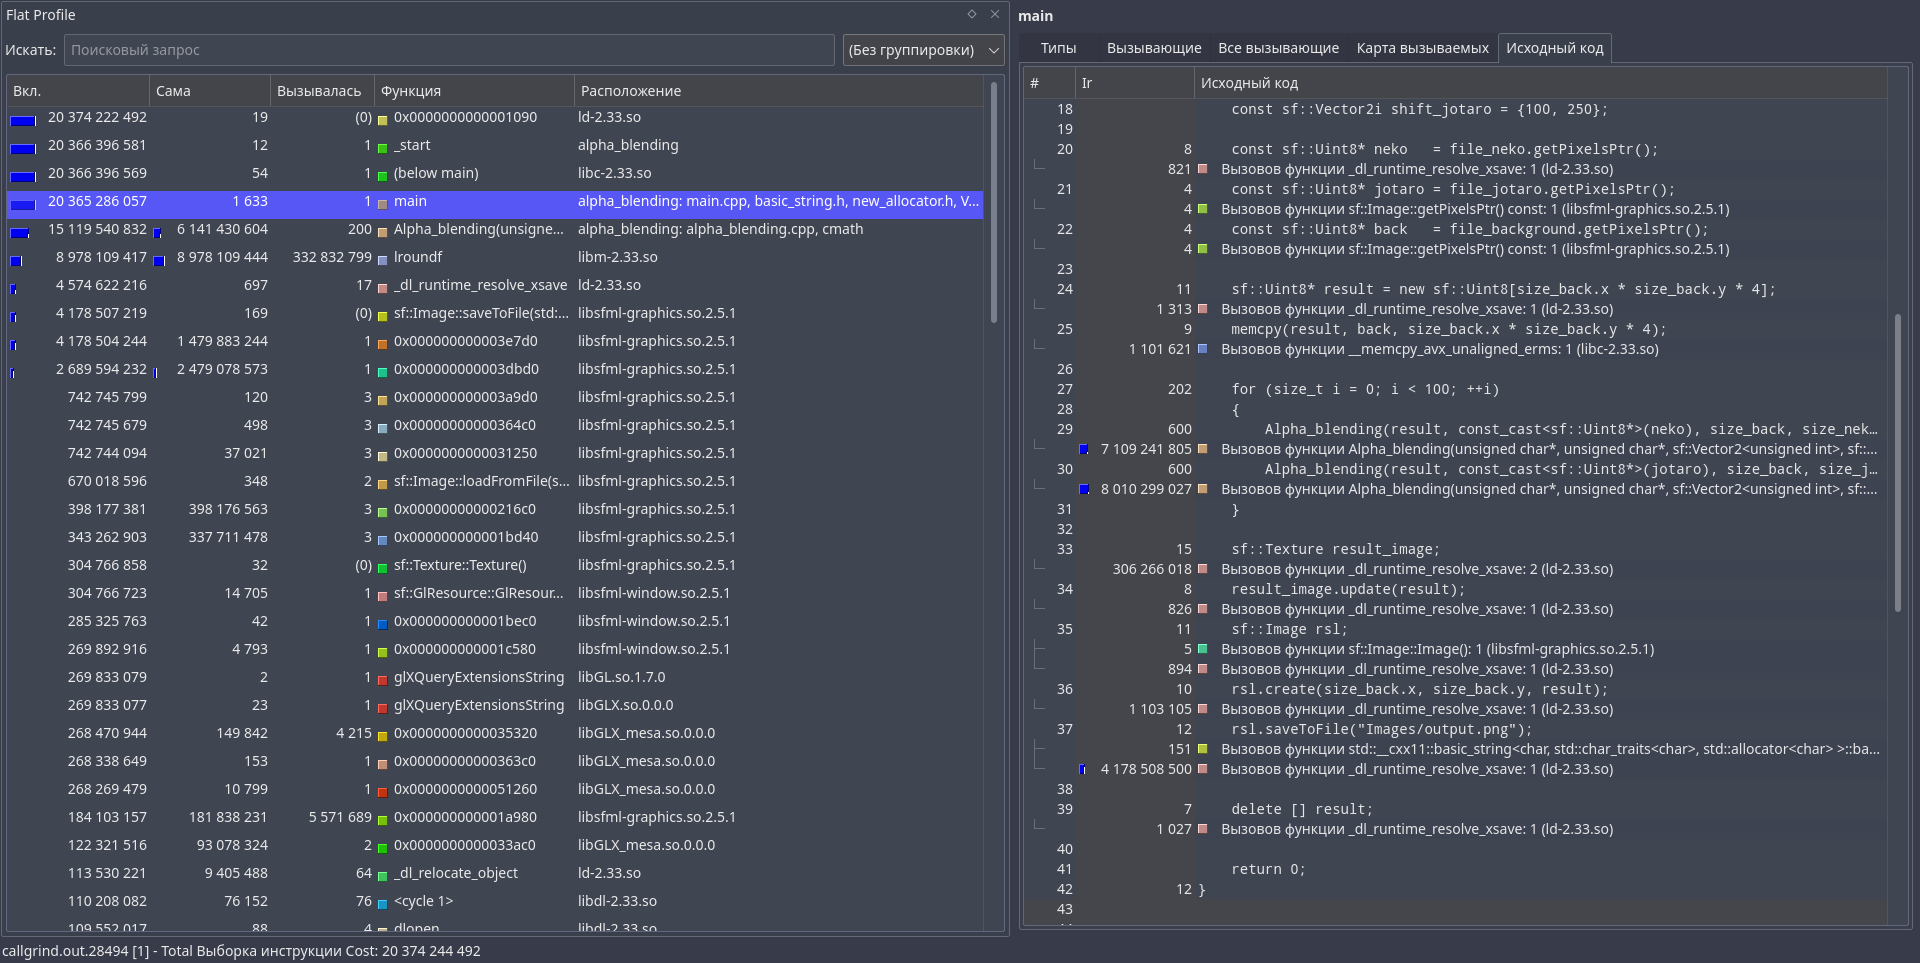 Flat Profile
Искать: Поисковый запрос (Без группировки)
Вкл. Сама Вызывалась Функция Расположение
20 374 222 492 19 (0) 0x0000000000001090 ld-2.33.so
20 366 396 581 12 1 _start alpha_blending
20 366 396 569 54 1 (below main) libc-2.33.so
20 365 286 057 1 633 1 main alpha_blending: main.cpp, basic_string.h, new_allocator.h, V...
15 119 540 832 6 141 430 604 200 Alpha_blending(unsigne... alpha_blending: alpha_blending.cpp, cmath
8 978 109 417 8 978 109 444 332 832 799 lroundf libm-2.33.so
4 574 622 216 697 17 _dl_runtime_resolve_xsave ld-2.33.so
4 178 507 219 169 (0) sf::Image::saveToFile(std:... libsfml-graphics.so.2.5.1
4 178 504 244 1 479 883 244 1 0x000000000003e7d0 libsfml-graphics.so.2.5.1
2 689 594 232 2 479 078 573 1 0x000000000003dbd0 libsfml-graphics.so.2.5.1
742 745 799 120 3 0x000000000003a9d0 libsfml-graphics.so.2.5.1
742 745 679 498 3 0x00000000000364c0 libsfml-graphics.so.2.5.1
742 744 094 37 021 3 0x0000000000031250 libsfml-graphics.so.2.5.1
670 018 596 348 2 sf::Image::loadFromFile(s... libsfml-graphics.so.2.5.1
398 177 381 398 176 563 3 0x00000000000216c0 libsfml-graphics.so.2.5.1
343 262 903 337 711 478 3 0x000000000001bd40 libsfml-graphics.so.2.5.1
304 766 858 32 (0) sf::Texture::Texture() libsfml-graphics.so.2.5.1
304 766 723 14 705 1 sf::GlResource::GlResour... libsfml-window.so.2.5.1
285 325 763 42 1 0x000000000001bec0 libsfml-window.so.2.5.1
269 892 916 4 793 1 0x000000000001c580 libsfml-window.so.2.5.1
269 833 079 2 1 glXQueryExtensionsString libGL.so.1.7.0
269 833 077 23 1 glXQueryExtensionsString libGLX.so.0.0.0
268 470 944 149 842 4 215 0x0000000000035320 libGLX_mesa.so.0.0.0
268 338 649 153 1 0x00000000000363c0 libGLX_mesa.so.0.0.0
268 269 479 10 799 1 0x0000000000051260 libGLX_mesa.so.0.0.0
184 103 157 181 838 231 5 571 689 0x000000000001a980 libsfml-graphics.so.2.5.1
122 321 516 93 078 324 2 0x0000000000033ac0 libGLX_mesa.so.0.0.0
113 530 221 9 405 488 64 _dl_relocate_object ld-2.33.so
110 208 082 76 152 76 <cycle 1> libdl-2.33.so
109 552 017 88 4 dlopen libdl-2.33.so
callgrind.out.28494 [1] - Total Выборка инструкции Cost: 20 374 244 492
main
Типы Вызывающие Все вызывающие Карта вызываемых Исходный код
# Ir Исходный код
18 const sf::Vector2i shift_jotaro = {100, 250};
19
20 8 const sf::Uint8* neko   = file_neko.getPixelsPtr();
821 Вызовов функции _dl_runtime_resolve_xsave: 1 (ld-2.33.so)
21 4 const sf::Uint8* jotaro = file_jotaro.getPixelsPtr();
4 Вызовов функции sf::Image::getPixelsPtr() const: 1 (libsfml-graphics.so.2.5.1)
22 4 const sf::Uint8* back   = file_background.getPixelsPtr();
4 Вызовов функции sf::Image::getPixelsPtr() const: 1 (libsfml-graphics.so.2.5.1)
23
24 11 sf::Uint8* result = new sf::Uint8[size_back.x * size_back.y * 4];
1 313 Вызовов функции _dl_runtime_resolve_xsave: 1 (ld-2.33.so)
25 9 memcpy(result, back, size_back.x * size_back.y * 4);
1 101 621 Вызовов функции __memcpy_avx_unaligned_erms: 1 (libc-2.33.so)
26
27 202 for (size_t i = 0; i < 100; ++i)
28 {
29 600 Alpha_blending(result, const_cast<sf::Uint8*>(neko), size_back, size_nek...
7 109 241 805 Вызовов функции Alpha_blending(unsigned char*, unsigned char*, sf::Vector2<unsigned int>, sf::...
30 600 Alpha_blending(result, const_cast<sf::Uint8*>(jotaro), size_back, size_j...
8 010 299 027 Вызовов функции Alpha_blending(unsigned char*, unsigned char*, sf::Vector2<unsigned int>, sf::...
31 }
32
33 15 sf::Texture result_image;
306 266 018 Вызовов функции _dl_runtime_resolve_xsave: 2 (ld-2.33.so)
34 8 result_image.update(result);
826 Вызовов функции _dl_runtime_resolve_xsave: 1 (ld-2.33.so)
35 11 sf::Image rsl;
5 Вызовов функции sf::Image::Image(): 1 (libsfml-graphics.so.2.5.1)
894 Вызовов функции _dl_runtime_resolve_xsave: 1 (ld-2.33.so)
36 10 rsl.create(size_back.x, size_back.y, result);
1 103 105 Вызовов функции _dl_runtime_resolve_xsave: 1 (ld-2.33.so)
37 12 rsl.saveToFile("Images/output.png");
151 Вызовов функции std::__cxx11::basic_string<char, std::char_traits<char>, std::allocator<char> >::ba...
4 178 508 500 Вызовов функции _dl_runtime_resolve_xsave: 1 (ld-2.33.so)
38
39 7 delete [] result;
1 027 Вызовов функции _dl_runtime_resolve_xsave: 1 (ld-2.33.so)
40
41 return 0;
42 12 }
43